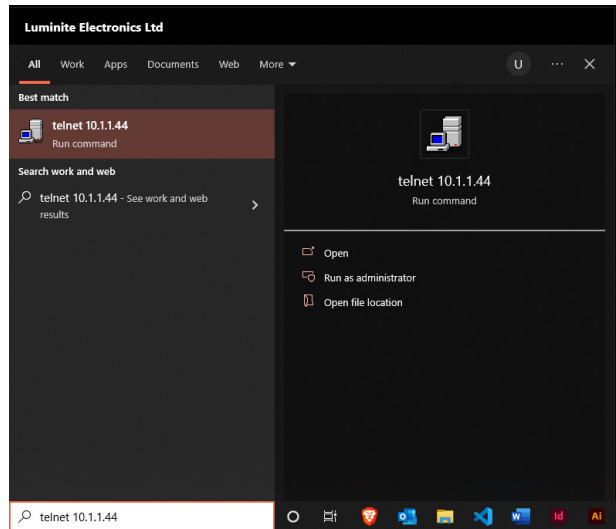 Luminite Electronics Ltd
All Work Apps Documents Web More
U ... 
Best match
telnet 10.1.1.44
Run command
Search work and web
telnet 10.1.1.44 - See work and web
results
telnet 10.1.1.44
Run command
Open
Run as administrator
Open file location
telnet 10.1.1.44
W Id Ai